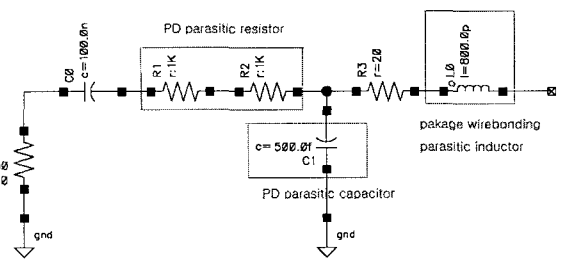 PD parasitic resistor
C0
c=100.0n
R1
r:1K
R2
r:1K
R3
r=20
L0
l=800.0p
pakage wirebonding
parasitic inductor
c=500.0f
C1
PD parasitic capacitor
gnd
gnd